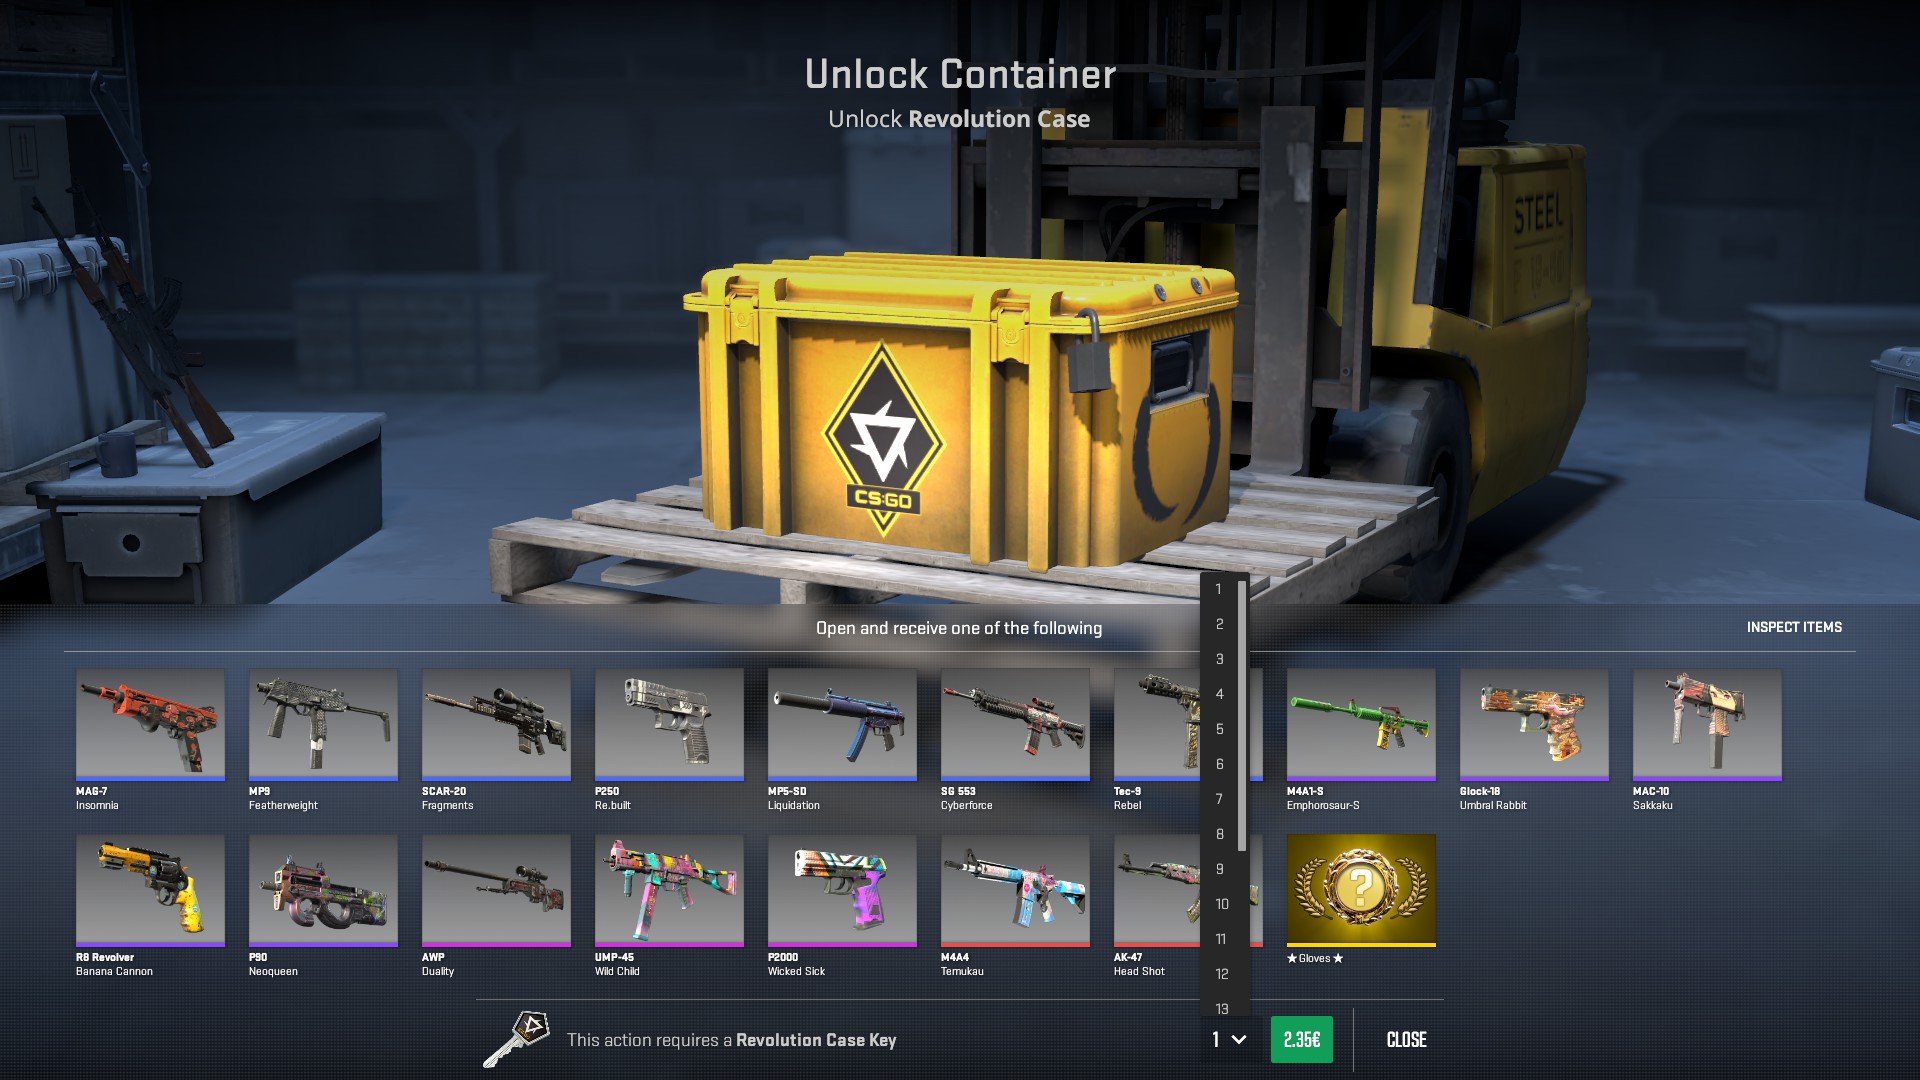 Unlock Container
Unlock Revolution Case
STEEL
CS:GO
Open and receive one of the following
INSPECT ITEMS
MAG-7
Insomnia
MP9
Featherweight
SCAR-20
Fragments
P250
Re.built
MP5-SD
Liquidation
SG 553
Cyberforce
Tec-9
Rebel
M4A1-S
Emphorosaur-S
Glock-18
Umbral Rabbit
MAC-10
Sakkaku
R8 Revolver
Banana Cannon
P90
Neoqueen
AWP
Duality
UMP-45
Wild Child
P2000
Wicked Sick
M4A4
Temukau
AK-47
Head Shot
?
★ Gloves ★
1
2
3
4
5
6
7
8
9
10
11
12
13
This action requires a Revolution Case Key
1
2.35€
CLOSE